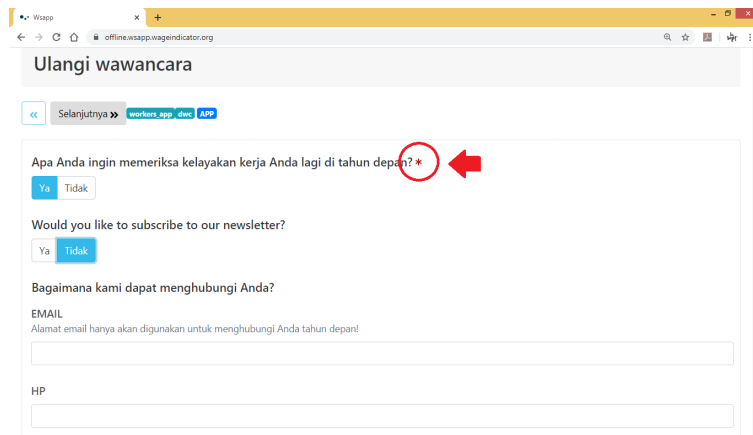 Wsapp
offline.wsapp.wageindicator.org
Ulangi wawancara
« Selanjutnya » workers_app dwc APP
Apa Anda ingin memeriksa kelayakan kerja Anda lagi di tahun depan? *
Ya Tidak
Would you like to subscribe to our newsletter?
Ya Tidak
Bagaimana kami dapat menghubungi Anda?
EMAIL
Alamat email hanya akan digunakan untuk menghubungi Anda tahun depan!
HP